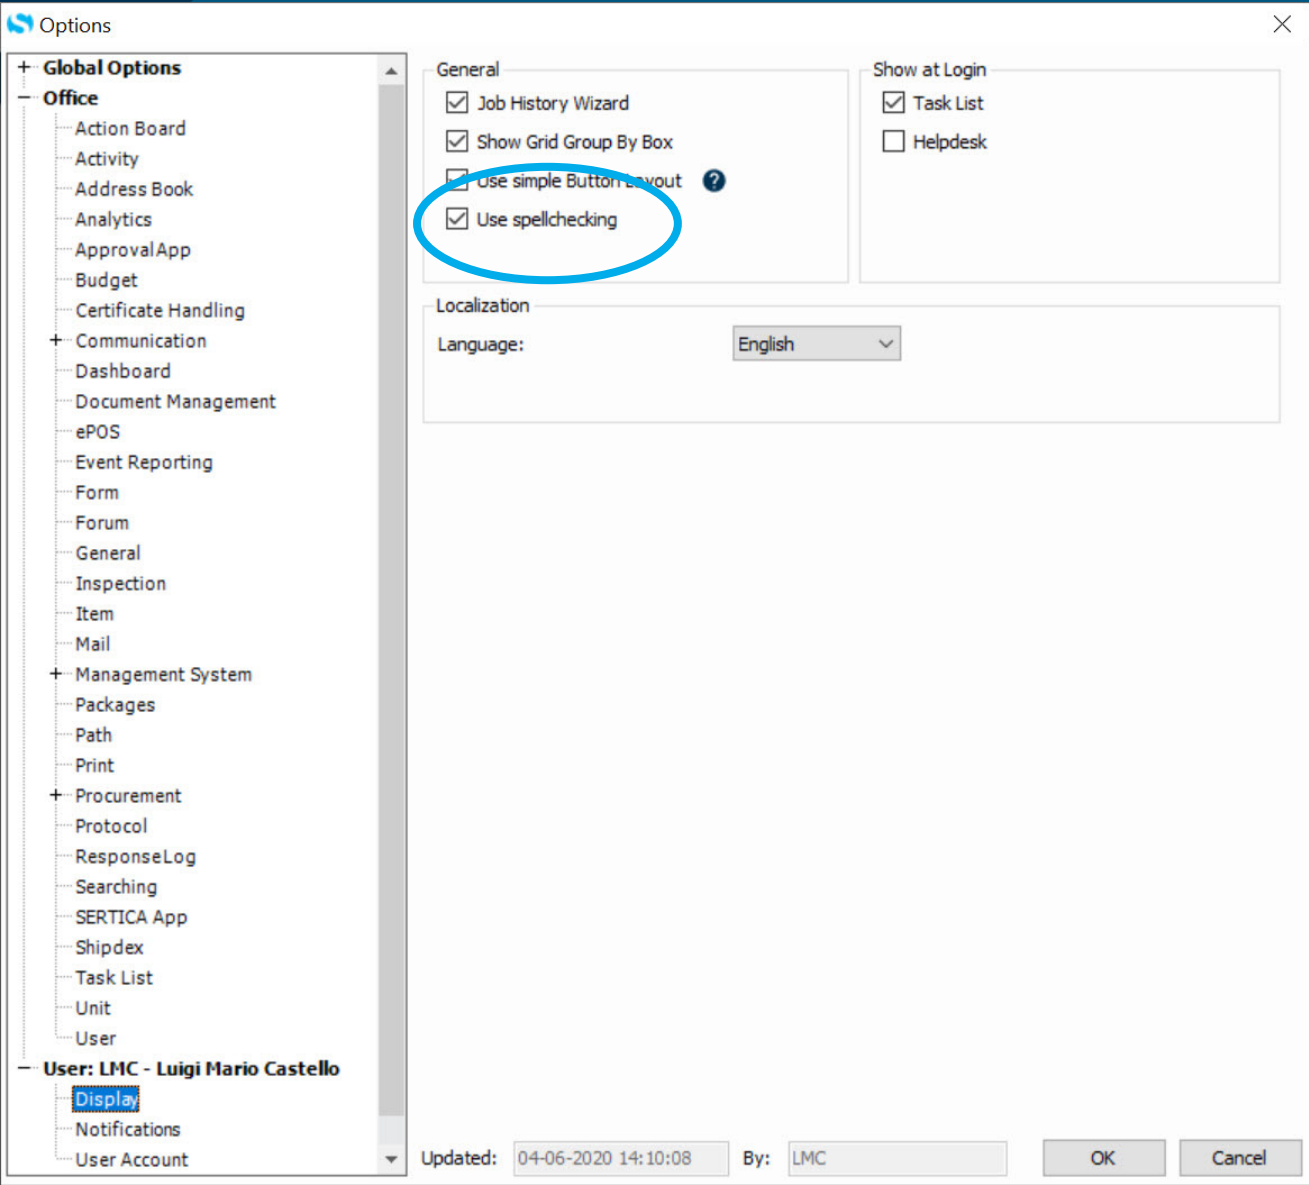 Options
Global Options
Office
Action Board
Activity
Address Book
Analytics
ApprovalApp
Budget
Certificate Handling
Communication
Dashboard
Document Management
ePOS
Event Reporting
Form
Forum
General
Inspection
Item
Mail
Management System
Packages
Path
Print
Procurement
Protocol
ResponseLog
Searching
SERTICA App
Shipdex
Task List
Unit
User
User: LMC - Luigi Mario Castello
Display
Notifications
User Account
General
Job History Wizard
Show Grid Group By Box
Use simple Button Layout ?
Use spellchecking
Show at Login
Task List
Helpdesk
Localization
Language: English
Updated: 04-06-2020 14:10:08 By: LMC OK Cancel